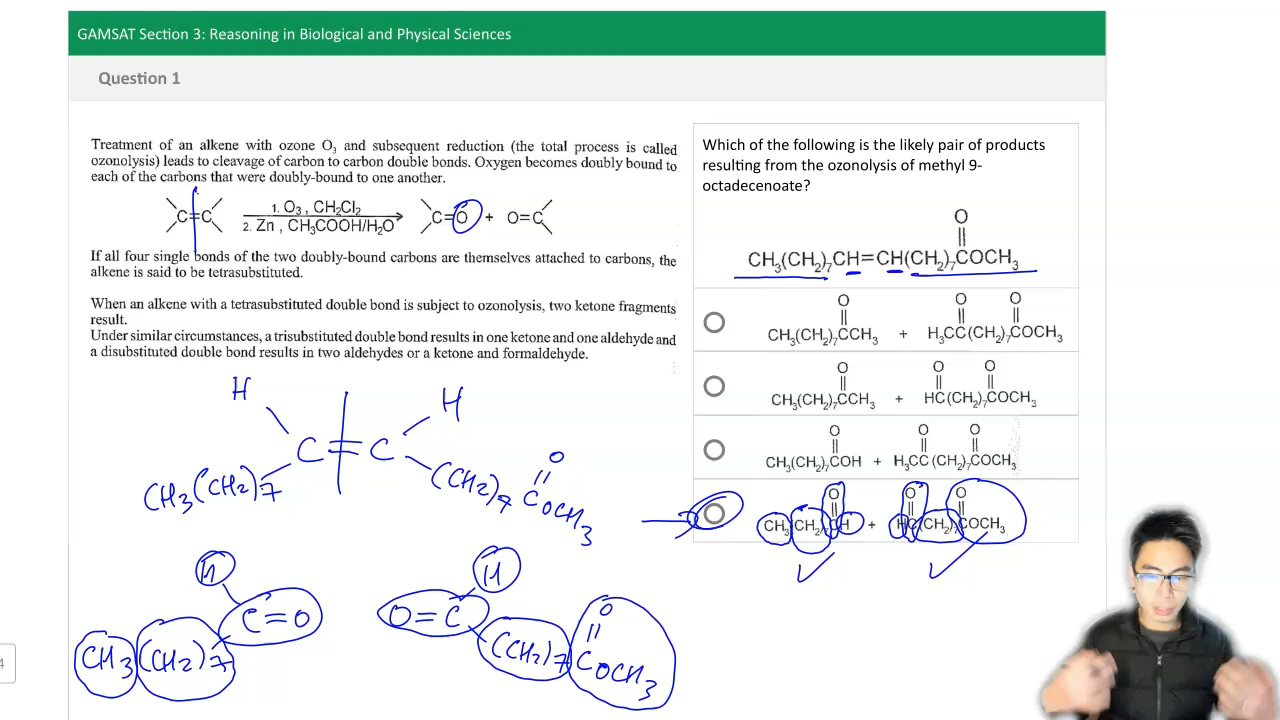 GAMSAT Section 3: Reasoning in Biological and Physical Sciences
Question 1
Treatment of an alkene with ozone O₃ and subsequent reduction (the total process is called
ozonolysis) leads to cleavage of carbon to carbon double bonds. Oxygen becomes doubly bound to
each of the carbons that were doubly-bound to one another.
C=C
1. O₃ , CH₂Cl₂
2. Zn , CH₃COOH/H₂O
C=O + O=C
If all four single bonds of the two doubly-bound carbons are themselves attached to carbons, the
alkene is said to be tetrasubstituted.
When an alkene with a tetrasubstituted double bond is subject to ozonolysis, two ketone fragments
result.
Under similar circumstances, a trisubstituted double bond results in one ketone and one aldehyde and
a disubstituted double bond results in two aldehydes or a ketone and formaldehyde.
H H
C = C
CH₃(CH₂)₇ (CH₂)₇ C OCH₃
O
H H
C=O O=C
CH₃ (CH₂)₇ (CH₂)₇ C OCH₃
O
4
Which of the following is the likely pair of products
resulting from the ozonolysis of methyl 9-
octadecenoate?
O
CH₃(CH₂)₇CH=CH(CH₂)₇COCH₃
O O O
CH₃(CH₂)₇CCH₃ + H₃CC(CH₂)₇COCH₃
O O O
CH₃(CH₂)₇CCH₃ + HC(CH₂)₇COCH₃
O O O
CH₃(CH₂)₇COH + H₃CC(CH₂)₇COCH₃
O O O
CH₃(CH₂)₇CH + HC(CH₂)₇COCH₃